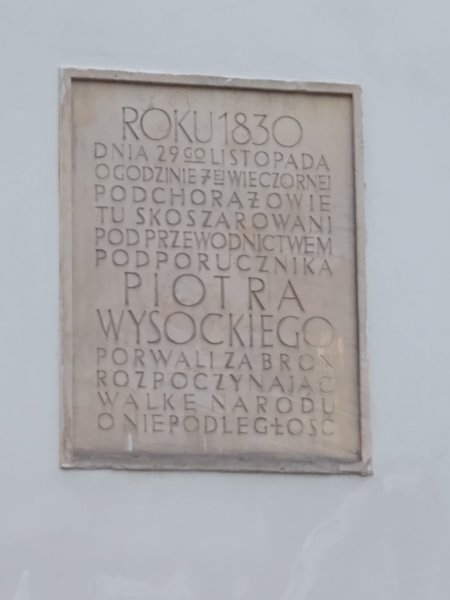 ROKU 1830
DNIA 29GO LISTOPADA
O GODZINIE 7EJ WIECZORNEJ
PODCHORĄŻOWIE
TU SKOSZAROWANI
POD PRZEWODNICTWEM
PODPORUCZNIKA
PIOTRA
WYSOCKIEGO
PORWALI ZA BROŃ
ROZPOCZYNAJĄC
WALKĘ NARODU
O NIEPODLEGŁOŚĆ